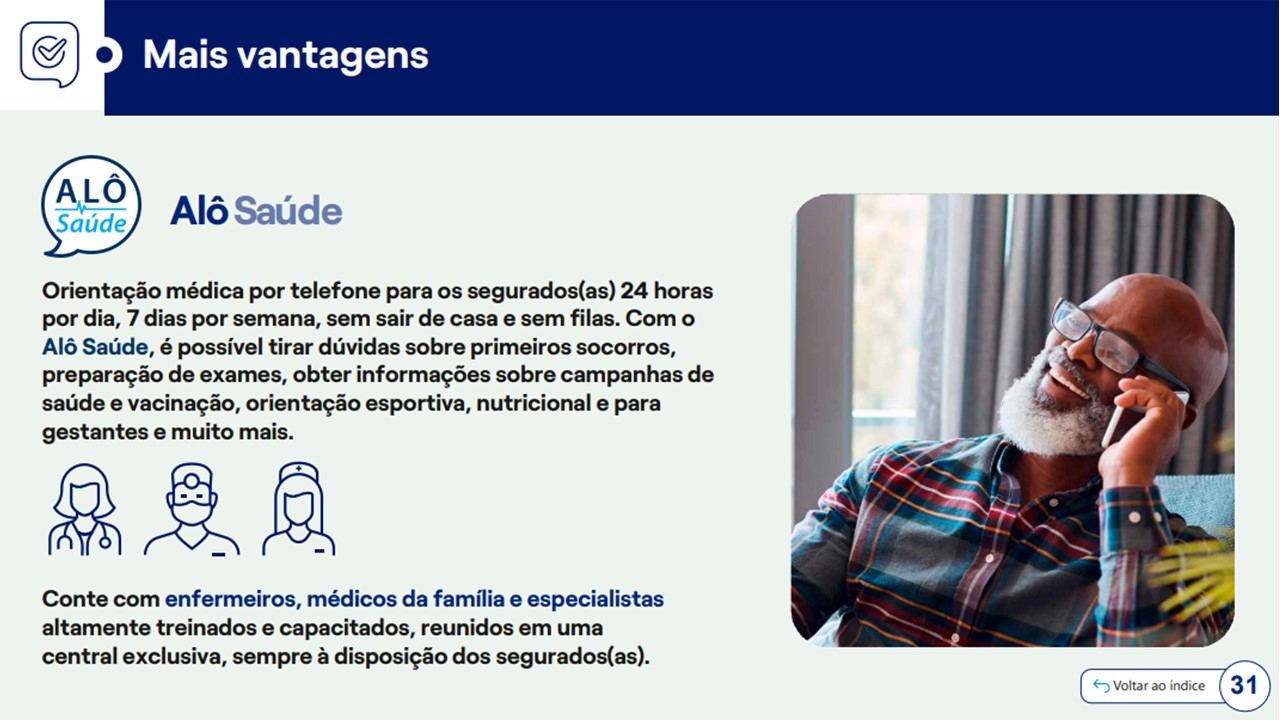 Mais vantagens
ALÔ
Saúde
Alô Saúde
Orientação médica por telefone para os segurados(as) 24 horas
por dia, 7 dias por semana, sem sair de casa e sem filas. Com o
Alô Saúde, é possível tirar dúvidas sobre primeiros socorros,
preparação de exames, obter informações sobre campanhas de
saúde e vacinação, orientação esportiva, nutricional e para
gestantes e muito mais.
Conte com enfermeiros, médicos da família e especialistas
altamente treinados e capacitados, reunidos em uma
central exclusiva, sempre à disposição dos segurados(as).
Voltar ao índice
31